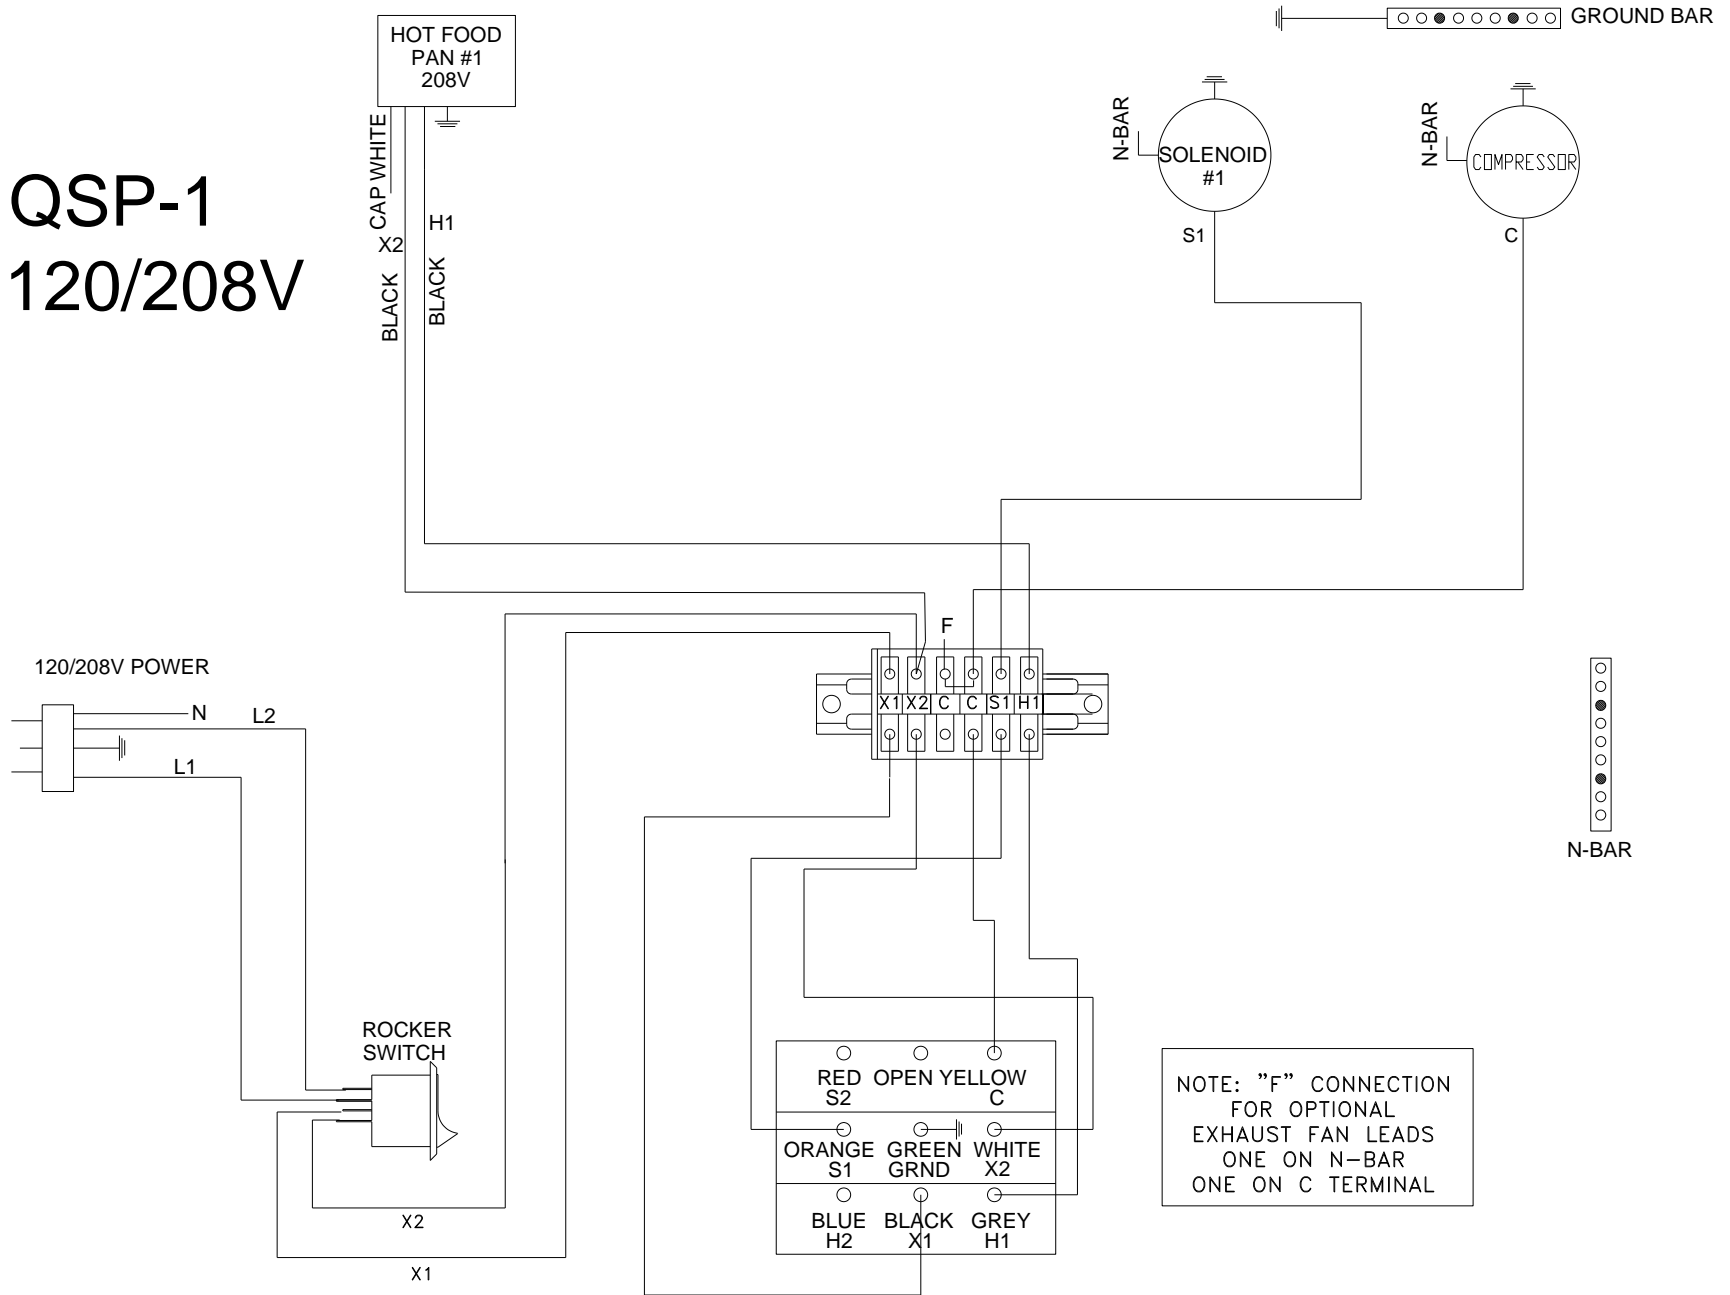 GROUND BAR
HOT FOOD
PAN #1
208V
N-BAR
SOLENOID
#1
S1
N-BAR
COMPRESSOR
C
QSP-1
120/208V
CAP WHITE
X2
BLACK
H1
BLACK
F
X1 X2 C C S1 H1
120/208V POWER
N
L2
L1
N-BAR
ROCKER
SWITCH
X2
X1
RED OPEN YELLOW
S2 C
ORANGE GREEN WHITE
S1 GRND X2
BLUE BLACK GREY
H2 X1 H1
NOTE: "F" CONNECTION
FOR OPTIONAL
EXHAUST FAN LEADS
ONE ON N-BAR
ONE ON C TERMINAL